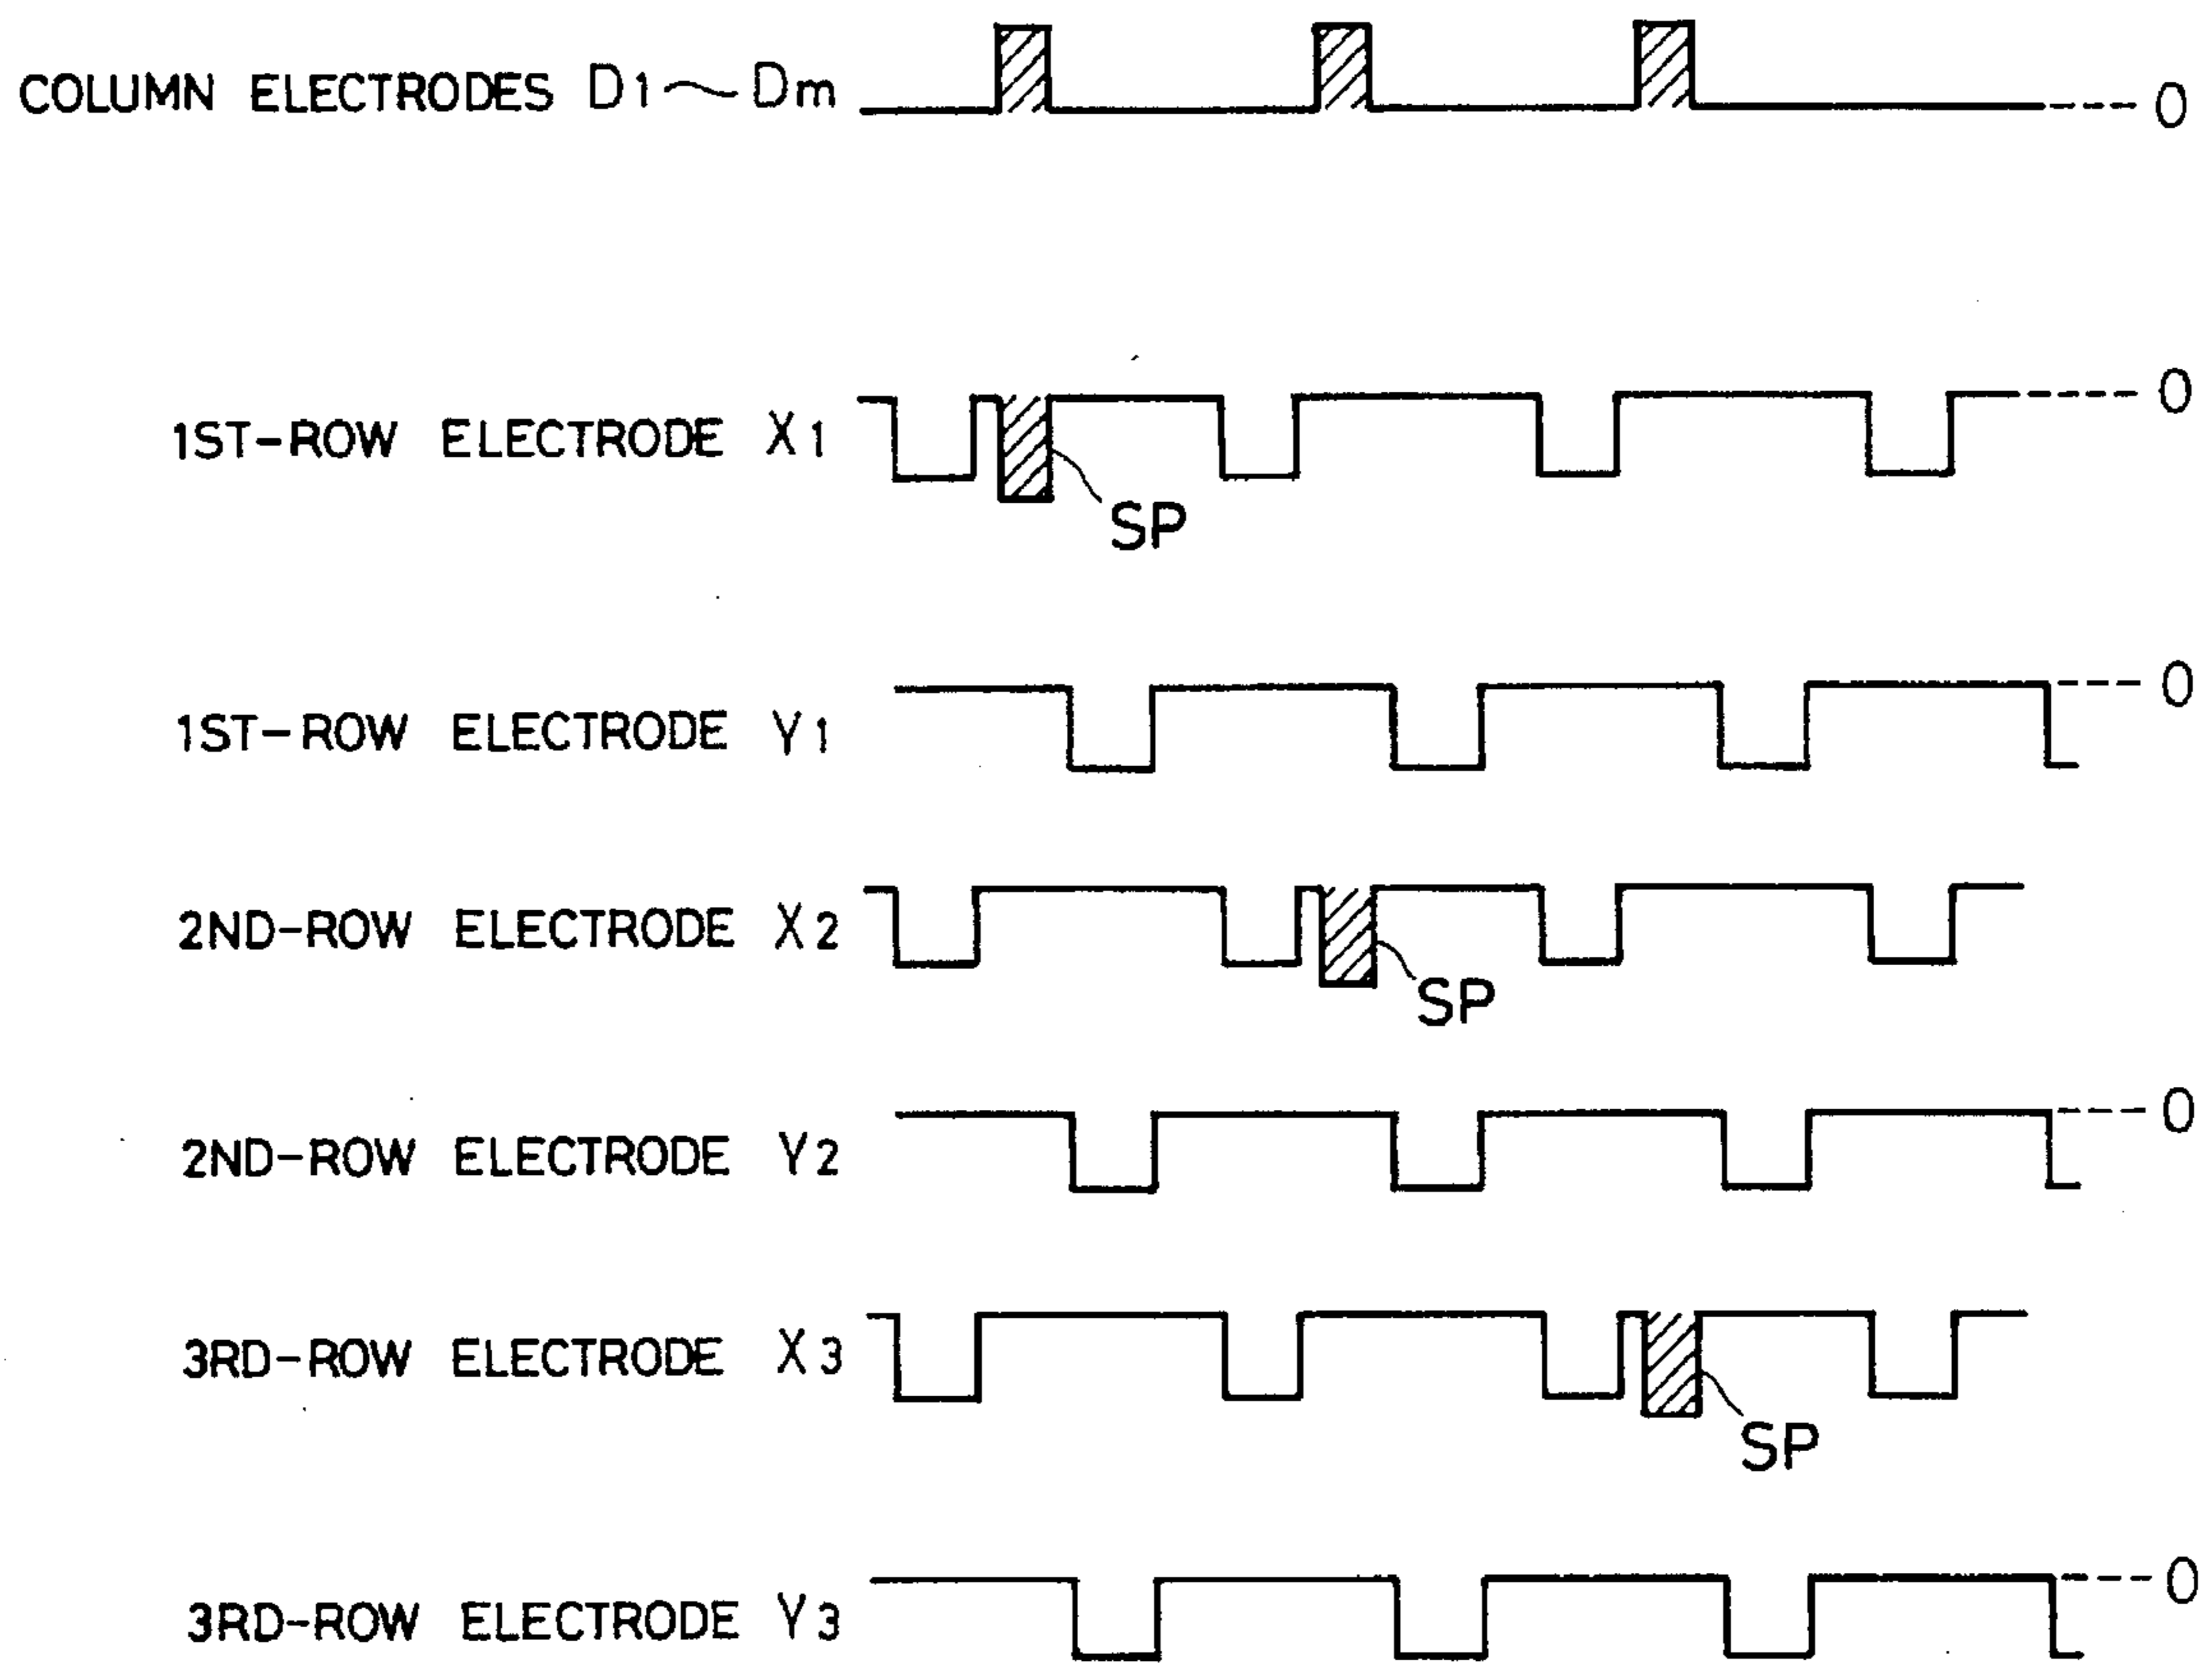 COLUMN ELECTRODES D1~Dm
0
0
1ST-ROW ELECTRODE X1
SP
0
1ST-ROW ELECTRODE Y1
2ND-ROW ELECTRODE X2
SP
0
2ND-ROW ELECTRODE Y2
3RD-ROW ELECTRODE X3
SP
0
3RD-ROW ELECTRODE Y3